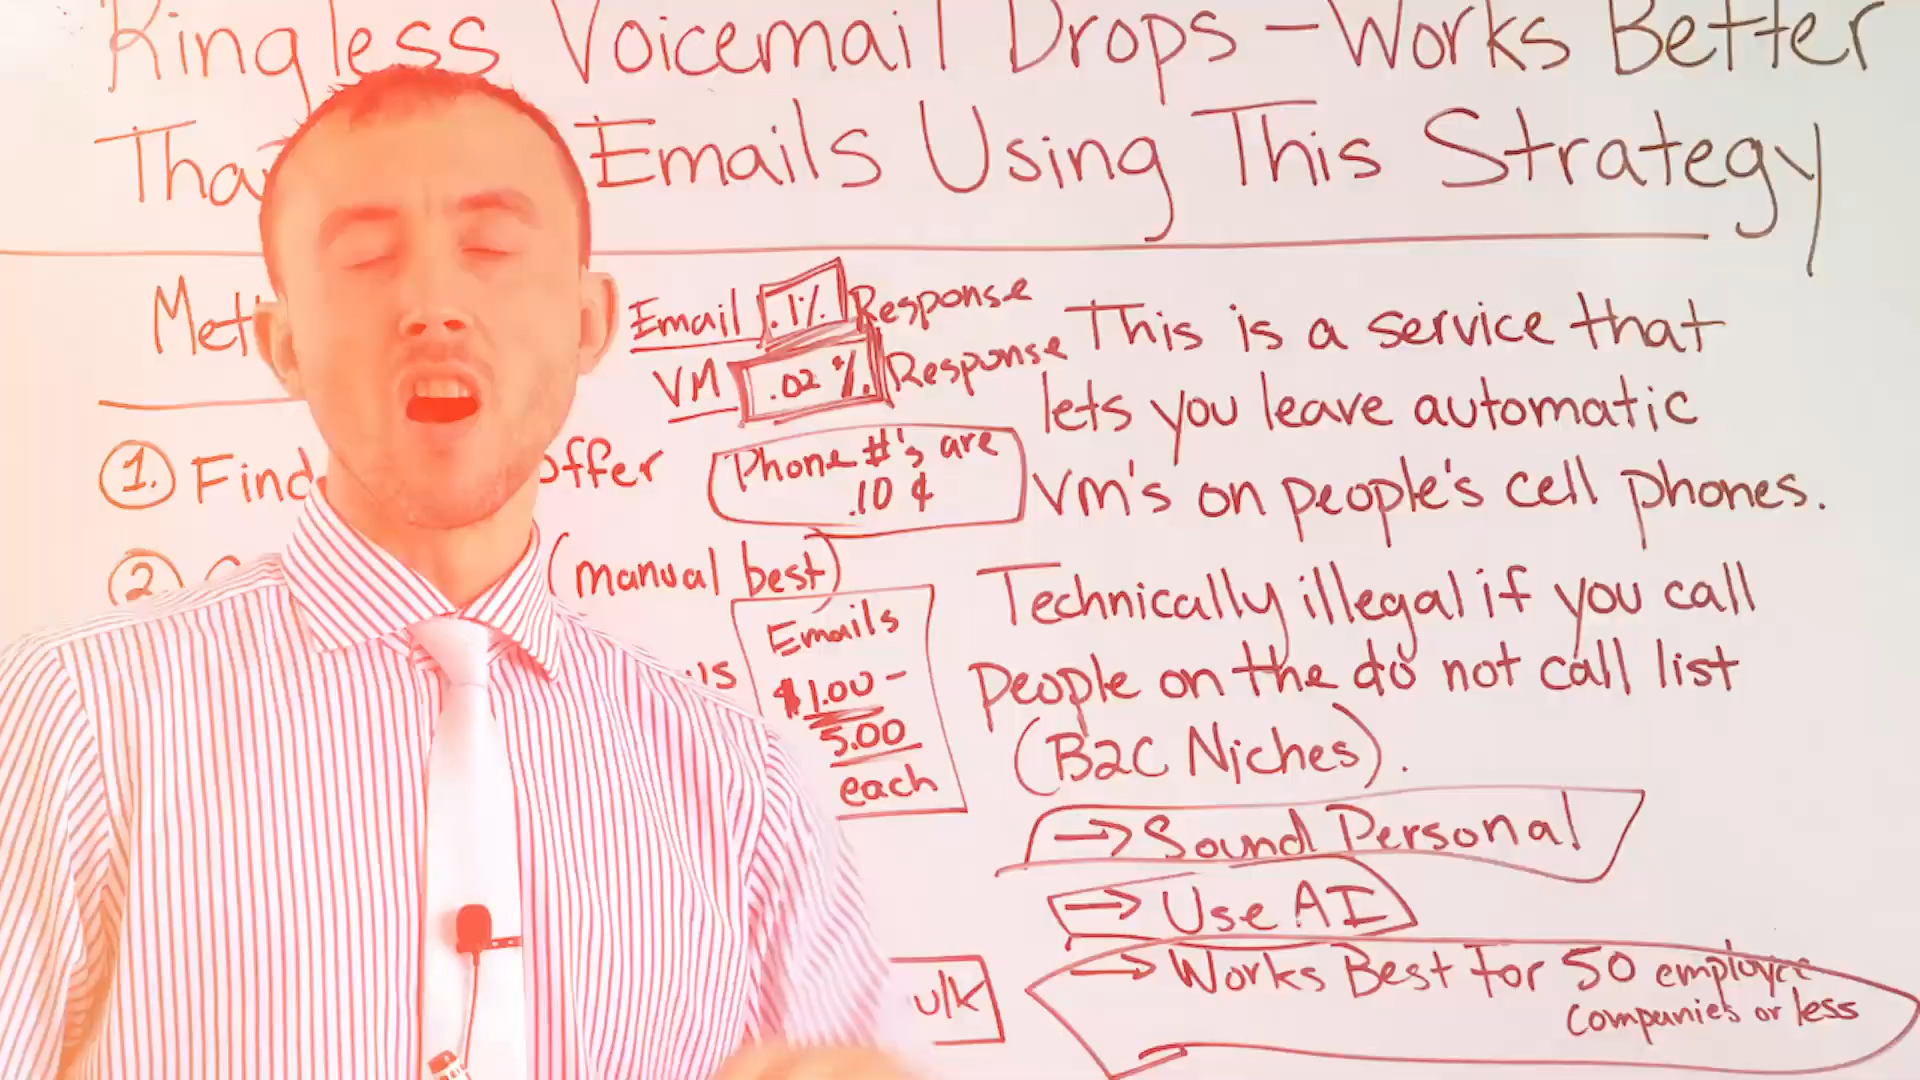 Ringless Voicemail Drops - Works Better
Emails Using This Strategy
Email .1% Response
VM .02 % Response
1. Find offer
Phone #'s are
.10 ¢
2. (manual best)
Emails
$1.00 -
5.00
each
This is a service that
lets you leave automatic
VM's on people's cell phones.
Technically illegal if you call
people on the do not call list
(B2C Niches).
→ Sound Personal
→ Use AI
→ Works Best for 50 employee
companies or less